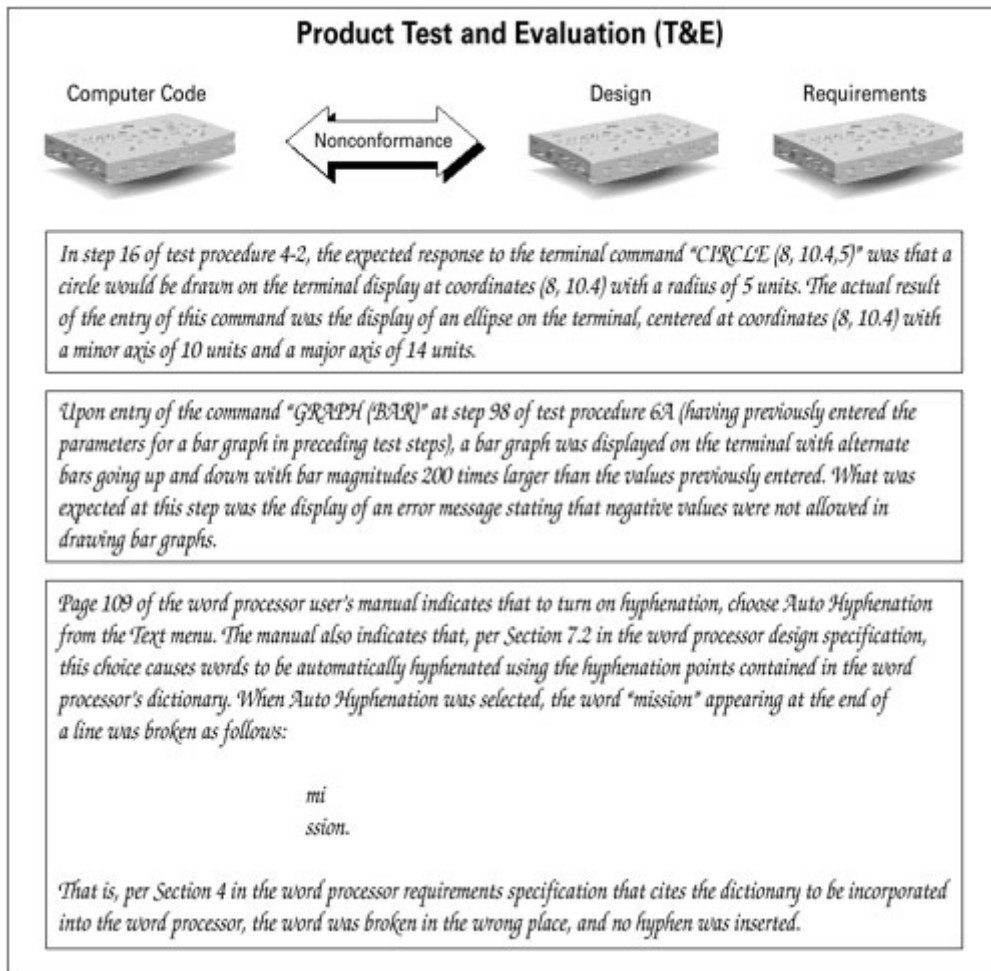 Product Test and Evaluation (T&E)
Computer Code
Nonconformance
Design
Requirements
In step 16 of test procedure 4-2, the expected response to the terminal command “CIRCLE (8, 10.4,5)” was that a
circle would be drawn on the terminal display at coordinates (8, 10.4) with a radius of 5 units. The actual result
of the entry of this command was the display of an ellipse on the terminal, centered at coordinates (8, 10.4) with
a minor axis of 10 units and a major axis of 14 units.
Upon entry of the command “GRAPH (BAR)” at step 98 of test procedure 6A (having previously entered the
parameters for a bar graph in preceding test steps), a bar graph was displayed on the terminal with alternate
bars going up and down with bar magnitudes 200 times larger than the values previously entered. What was
expected at this step was the display of an error message stating that negative values were not allowed in
drawing bar graphs.
Page 109 of the word processor user's manual indicates that to turn on hyphenation, choose Auto Hyphenation
from the Text menu. The manual also indicates that, per Section 7.2 in the word processor design specification,
this choice causes words to be automatically hyphenated using the hyphenation points contained in the word
processor's dictionary. When Auto Hyphenation was selected, the word “mission” appearing at the end of
a line was broken as follows:
mi
ssion.
That is, per Section 4 in the word processor requirements specification that cites the dictionary to be incorporated
into the word processor, the word was broken in the wrong place, and no hyphen was inserted.